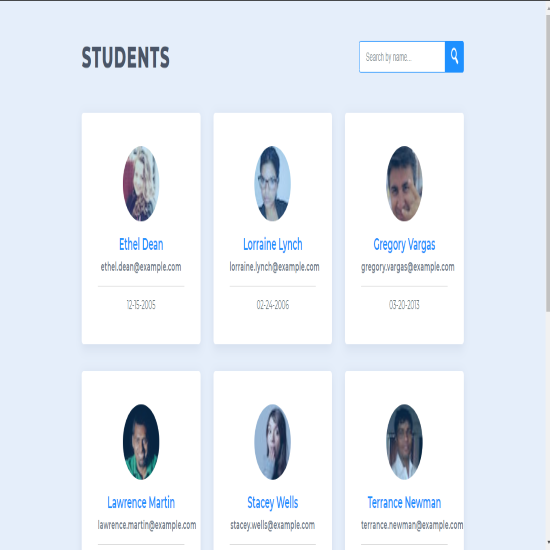 STUDENTS
Search by name...
Ethel Dean
ethel.dean@example.com
12-15-2005
Lorraine Lynch
lorraine.lynch@example.com
02-24-2006
Gregory Vargas
gregory.vargas@example.com
03-20-2013
Lawrence Martin
lawrence.martin@example.com
Stacey Wells
stacey.wells@example.com
Terrance Newman
terrance.newman@example.com